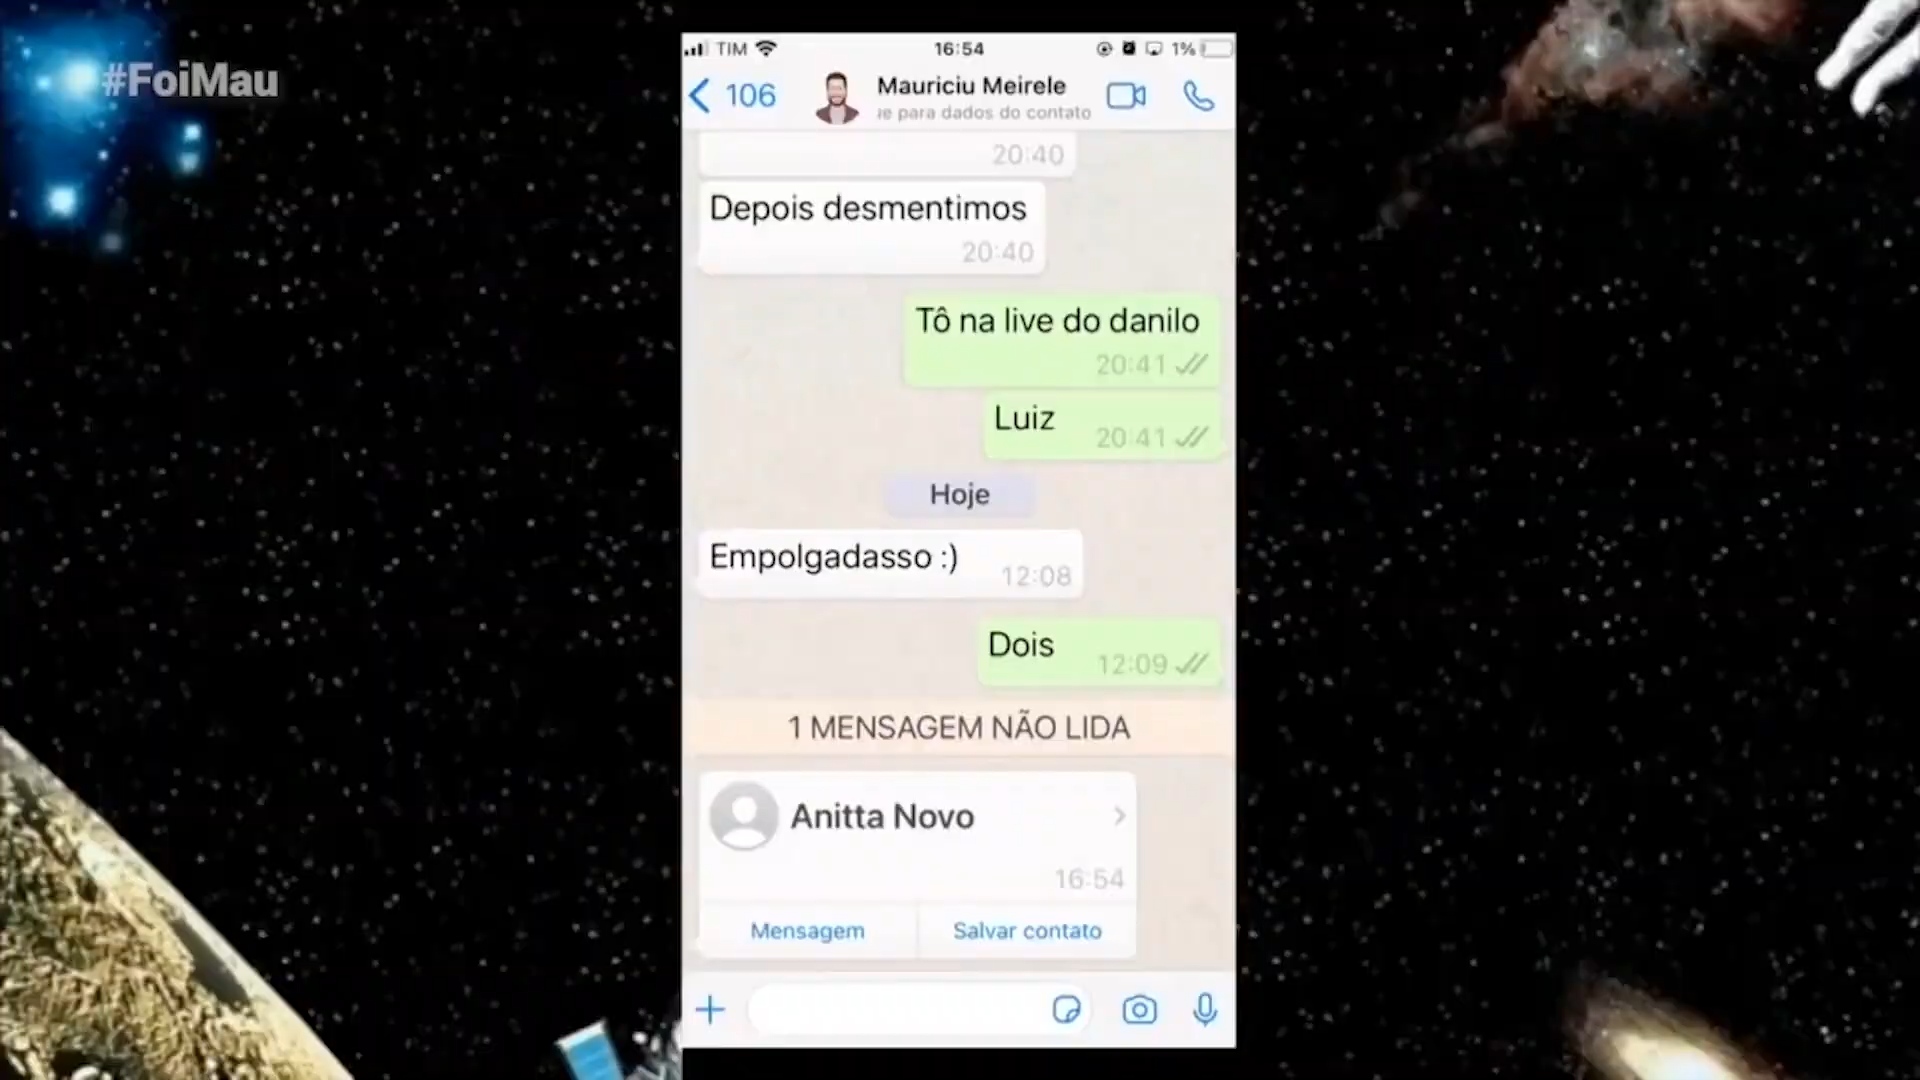 #FoiMau
TIM
16:54
1%
106
Mauriciu Meirele
ıe para dados do contato
20:40
Depois desmentimos
20:40
Tô na live do danilo
20:41
Luiz
20:41
Hoje
Empolgadasso :)
12:08
Dois
12:09
1 MENSAGEM NÃO LIDA
Anitta Novo
16:54
Mensagem
Salvar contato